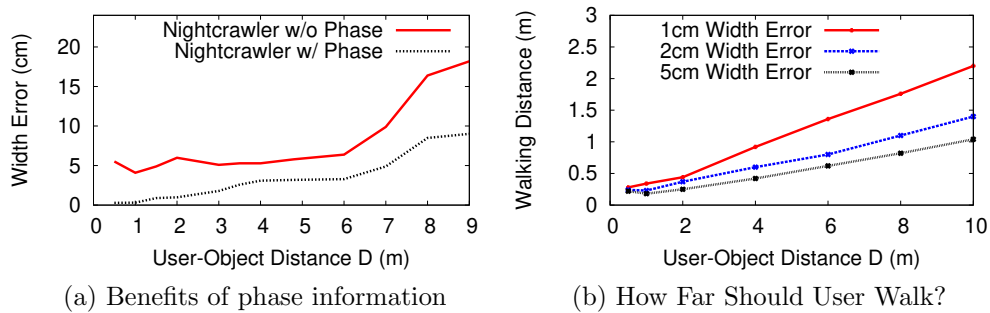 Nightcrawler w/o Phase
Nightcrawler w/ Phase
Width Error (cm)
20
15
10
5
0
0 1 2 3 4 5 6 7 8 9
User-Object Distance D (m)
(a) Benefits of phase information
1cm Width Error
2cm Width Error
5cm Width Error
Walking Distance (m)
3
2.5
2
1.5
1
0.5
0
0 2 4 6 8 10
User-Object Distance D (m)
(b) How Far Should User Walk?